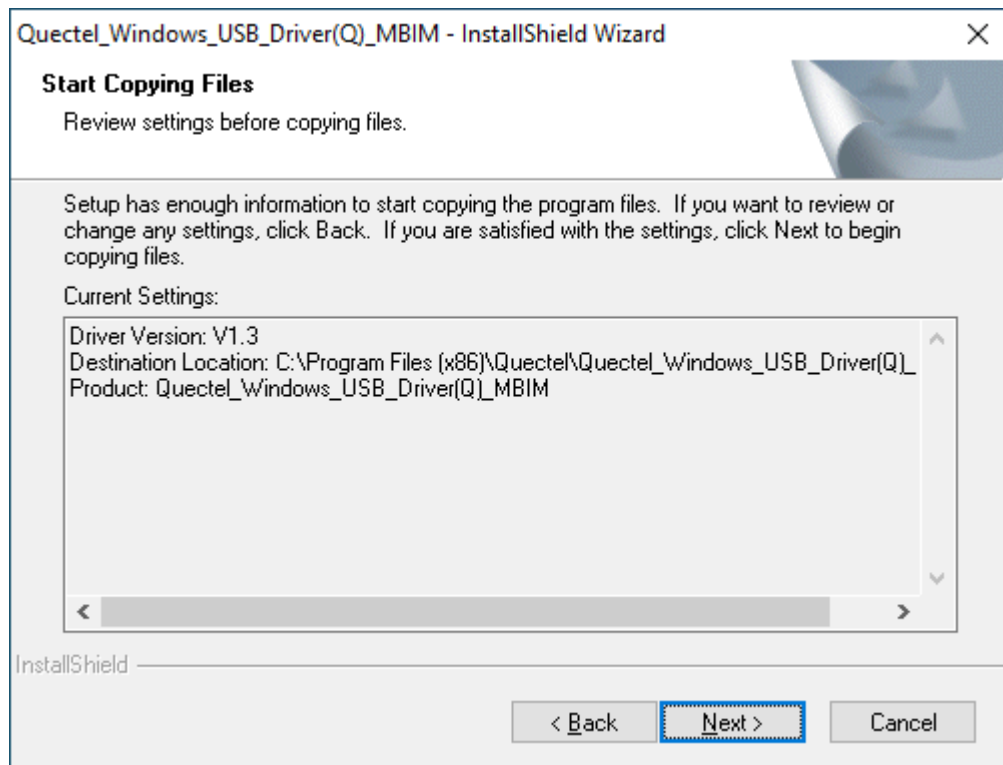 Quectel_Windows_USB_Driver(Q)_MBIM - InstallShield Wizard
Start Copying Files
Review settings before copying files.
Setup has enough information to start copying the program files.  If you want to review or
change any settings, click Back.  If you are satisfied with the settings, click Next to begin
copying files.
Current Settings:
Driver Version: V1.3
Destination Location: C:\Program Files (x86)\Quectel\Quectel_Windows_USB_Driver(Q)_
Product: Quectel_Windows_USB_Driver(Q)_MBIM
InstallShield
< Back
Next >
Cancel